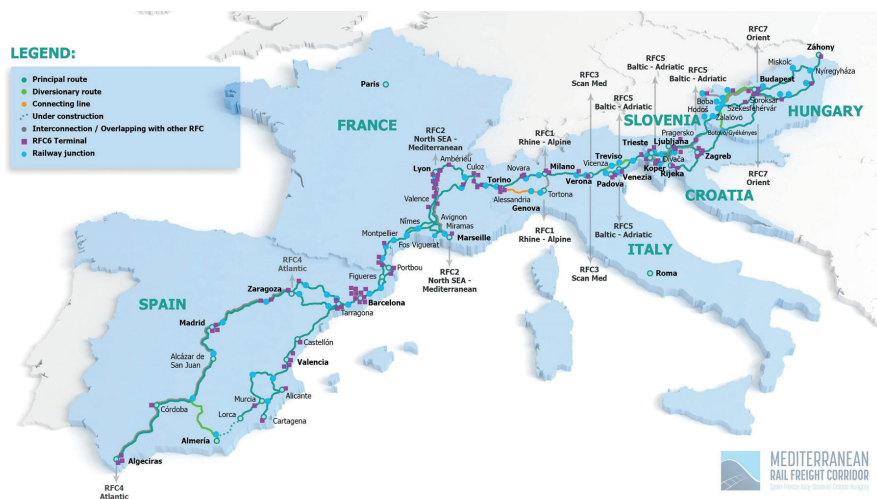 LEGEND:
Principal route
Diversionary route
Connecting line
Under construction
Interconnection / Overlapping with other RFC
RFC6 Terminal
Railway junction
Paris
FRANCE
RFC2
North SEA -
Mediterranean
Ambérieu
Lyon
Culoz
Valence
Torino
Novara
Milano
RFC1
Rhine - Alpine
Alessandria
Genova
Tortona
RFC1
Rhine - Alpine
RFC3
Scan Med
Verona
Vicenza
Treviso
Padova
Venezia
RFC5
Baltic - Adriatic
RFC5
Baltic - Adriatic
RFC3
Scan Med
RFC5
Baltic - Adriatic
RFC7
Orient
Záhony
Miskolc
Nyíregyháza
Budapest
Boba
Hodoš
Soroksár
Székesfehérvár
Zalalövő
HUNGARY
SLOVENIA
Botovo/Gyékényes
Pragersko
Trieste
Ljubljana
Divača
Zagreb
Koper
Rijeka
CROATIA
RFC7
Orient
ITALY
Roma
Nîmes
Avignon
Miramas
Montpellier
Marseille
Fos Viguerat
RFC2
North SEA -
Mediterranean
Portbou
Figueres
RFC4
Atlantic
Zaragoza
Barcelona
Tarragona
SPAIN
Madrid
Castellón
Alcázar de
San Juan
Valencia
Murcia
Alicante
Córdoba
Lorca
Cartagena
Almería
Algeciras
RFC4
Atlantic
MEDITERRANEAN
RAIL FREIGHT CORRIDOR